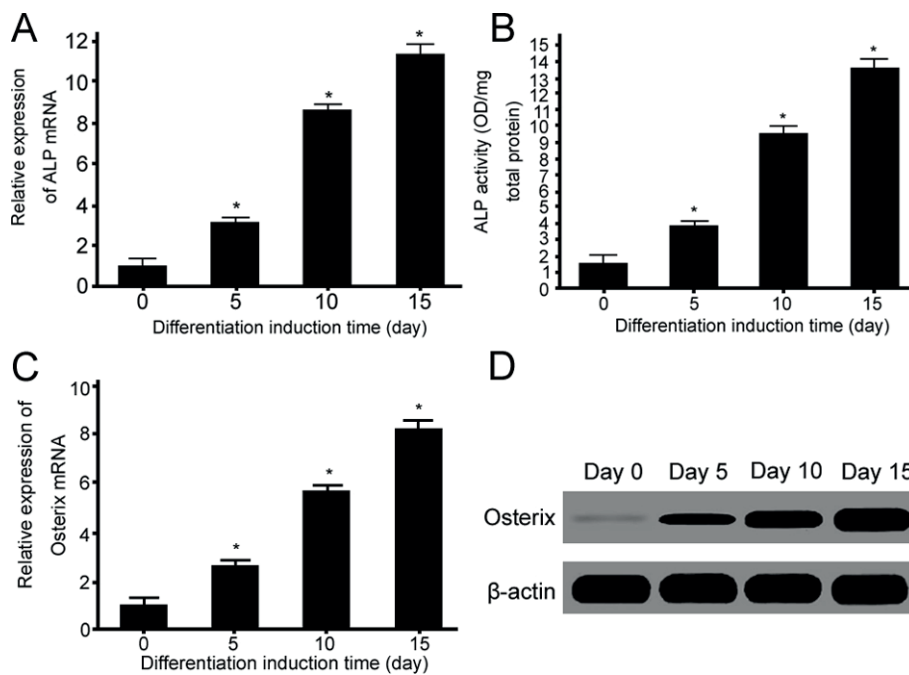 A
Relative expression
of ALP mRNA
12
10
8
6
4
2
0
*
*
*
0 5 10 15
Differentiation induction time (day)
B
ALP activity (OD/mg
total protein)
15
14
13
12
11
10
9
8
7
6
5
4
3
2
1
0
*
*
*
0 5 10 15
Differentiation induction time (day)
C
Relative expression of
Osterix mRNA
10
8
6
4
2
0
*
*
*
0 5 10 15
Differentiation induction time (day)
D
Day 0 Day 5 Day 10 Day 15
Osterix
β-actin